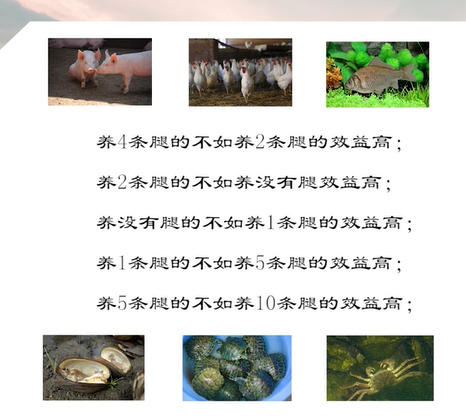 养4条腿的不如养2条腿的效益高；
养2条腿的不如养没有腿效益高；
养没有腿的不如养1条腿的效益高；
养1条腿的不如养5条腿的效益高；
养5条腿的不如养10条腿的效益高；